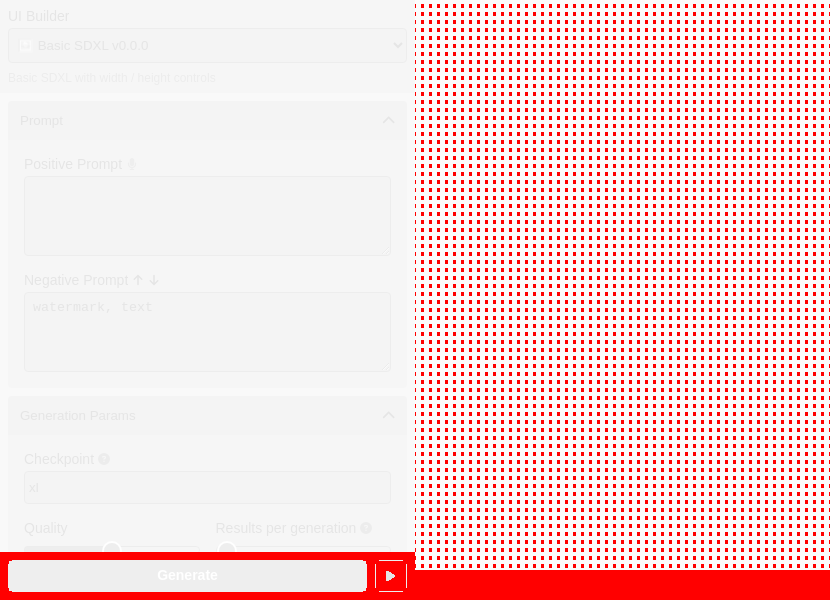 UI Builder
Basic SDXL v0.0.0
Basic SDXL with width / height controls
Prompt
Positive Prompt
Negative Prompt
watermark, text
Generation Params
Checkpoint
xl
Quality
Results per generation
Generate